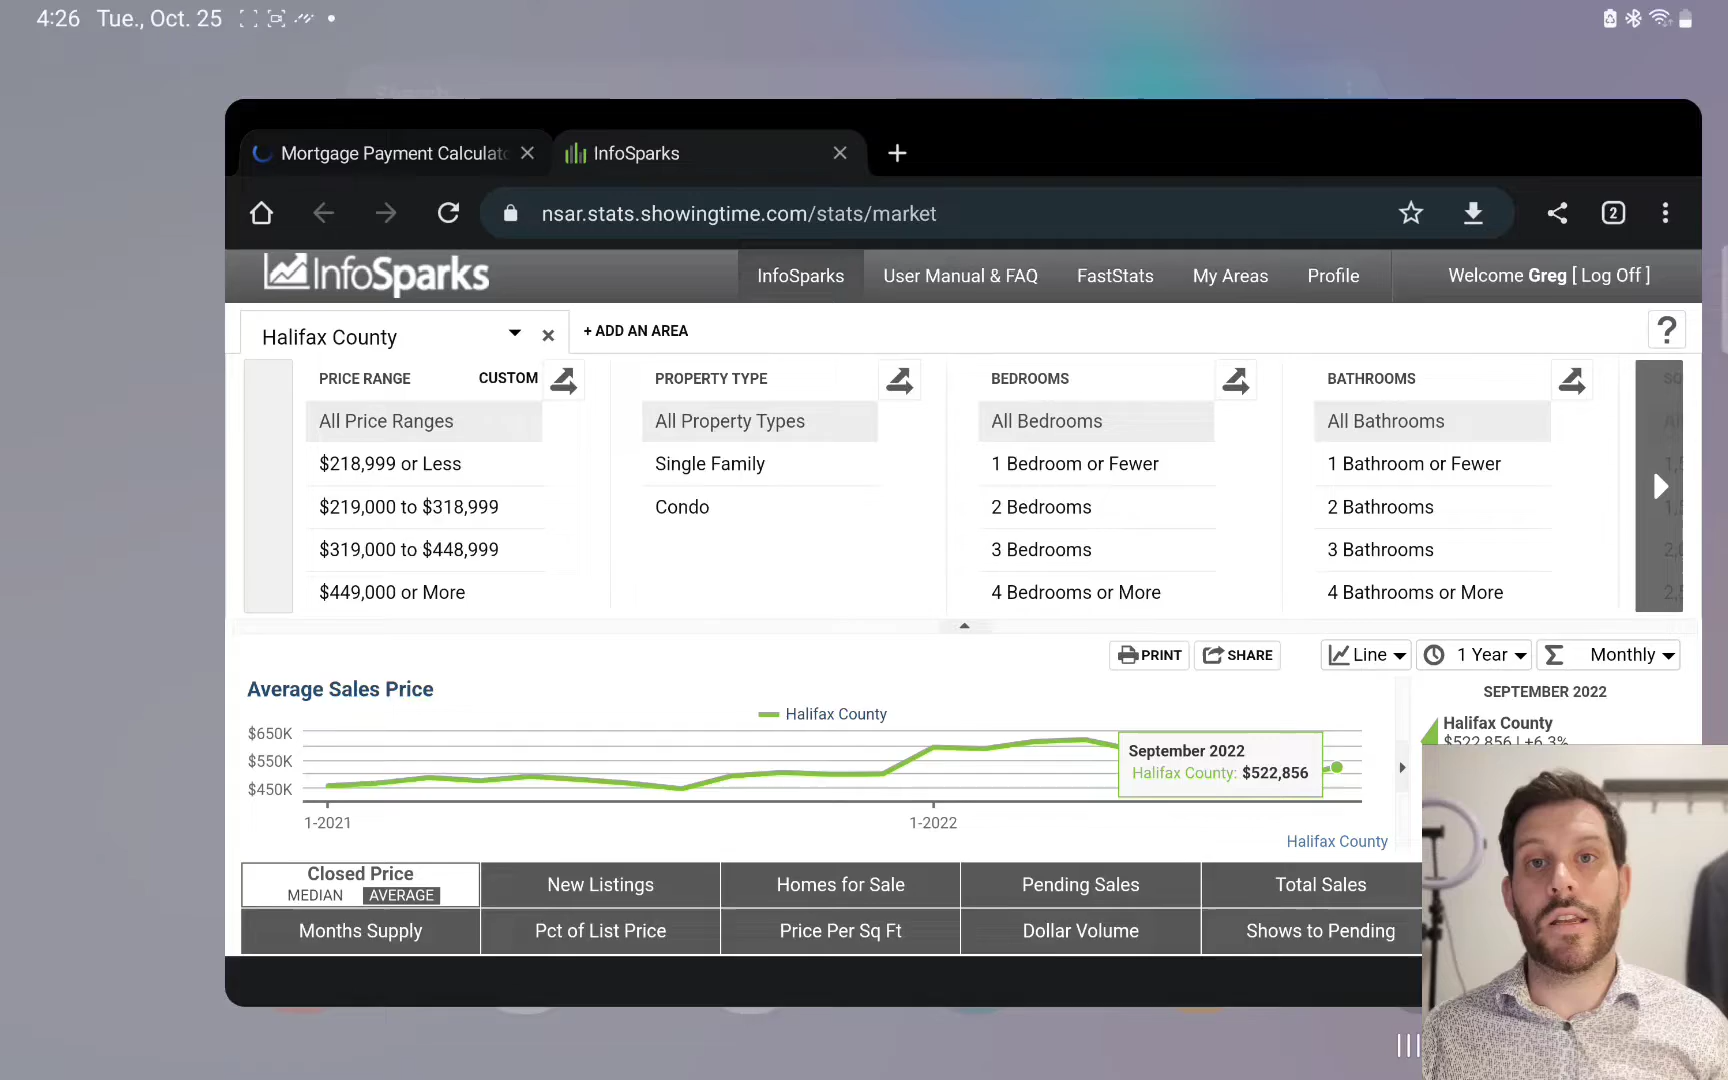 4:26 Tue., Oct. 25
Mortgage Payment Calculat
InfoSparks
nsar.stats.showingtime.com/stats/market
2
InfoSparks
InfoSparks
User Manual & FAQ
FastStats
My Areas
Profile
Welcome Greg [ Log Off ]
Halifax County
+ ADD AN AREA
?
PRICE RANGE
CUSTOM
All Price Ranges
$218,999 or Less
$219,000 to $318,999
$319,000 to $448,999
$449,000 or More
PROPERTY TYPE
All Property Types
Single Family
Condo
BEDROOMS
All Bedrooms
1 Bedroom or Fewer
2 Bedrooms
3 Bedrooms
4 Bedrooms or More
BATHROOMS
All Bathrooms
1 Bathroom or Fewer
2 Bathrooms
3 Bathrooms
4 Bathrooms or More
PRINT
SHARE
Line
1 Year
Monthly
Average Sales Price
Halifax County
$650K
$550K
$450K
1-2021
1-2022
September 2022
Halifax County: $522,856
Halifax County
SEPTEMBER 2022
Halifax County
$522,856 | +6.3%
Closed Price
MEDIAN AVERAGE
New Listings
Homes for Sale
Pending Sales
Total Sales
Months Supply
Pct of List Price
Price Per Sq Ft
Dollar Volume
Shows to Pending